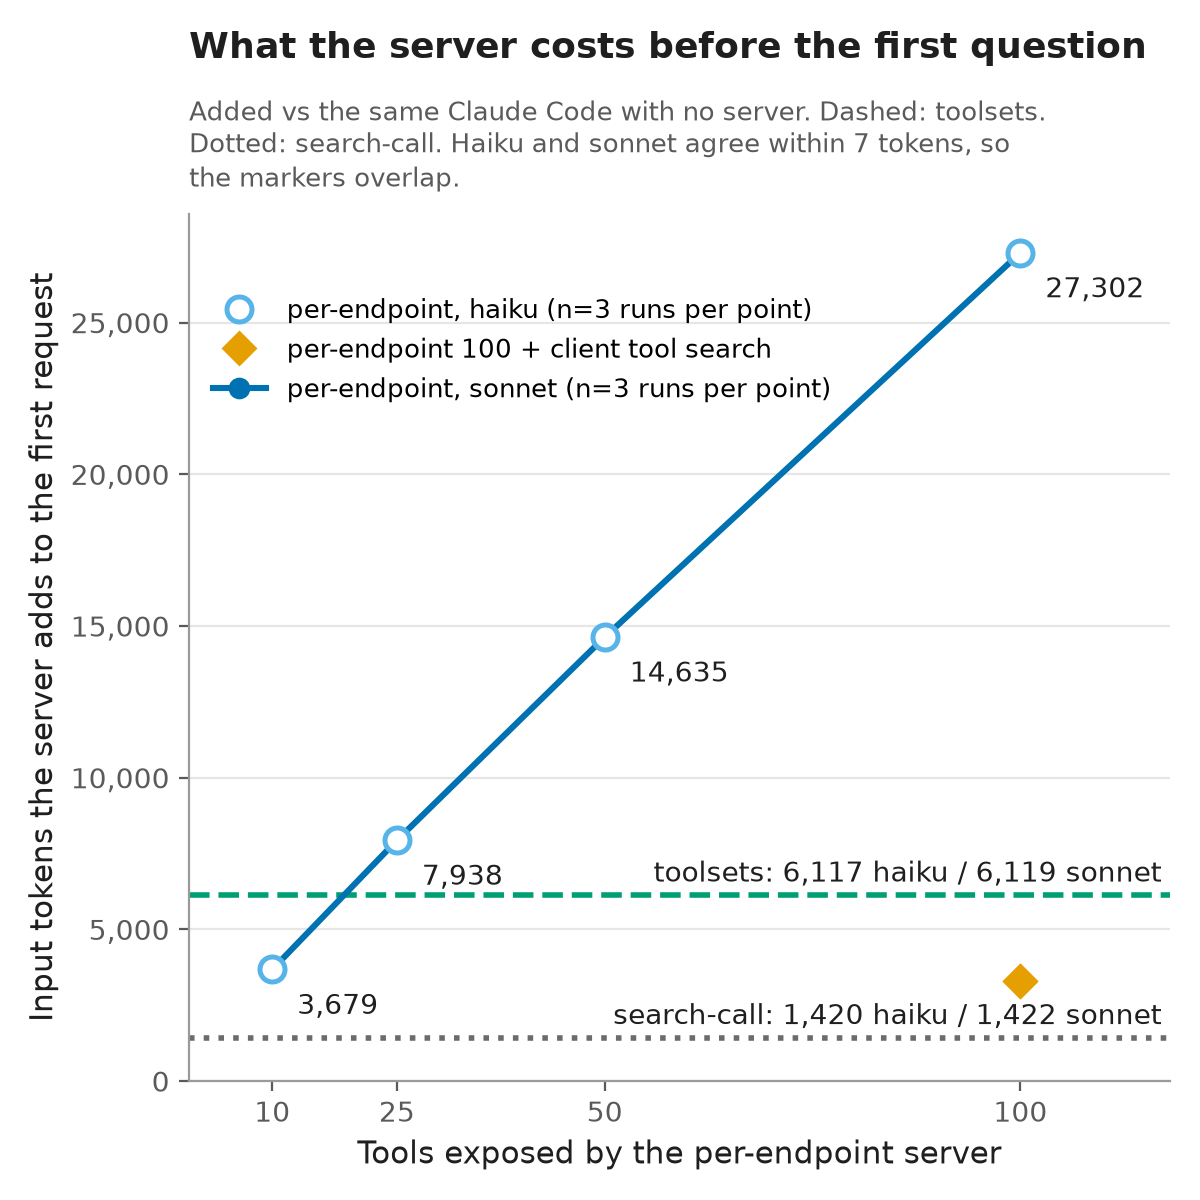 What the server costs before the first question
Added vs the same Claude Code with no server. Dashed: toolsets.
Dotted: search-call. Haiku and sonnet agree within 7 tokens, so
the markers overlap.
Input tokens the server adds to the first request
25,000
20,000
15,000
10,000
5,000
0
per-endpoint, haiku (n=3 runs per point)
per-endpoint 100 + client tool search
per-endpoint, sonnet (n=3 runs per point)
27,302
14,635
7,938
toolsets: 6,117 haiku / 6,119 sonnet
3,679
search-call: 1,420 haiku / 1,422 sonnet
10
25
50
100
Tools exposed by the per-endpoint server